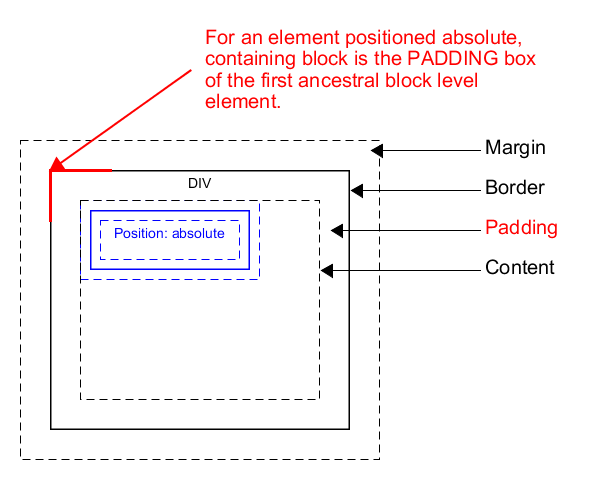 For an element positioned absolute,
containing block is the PADDING box
of the first ancestral block level
element.
Margin
DIV
Border
Position: absolute
Padding
Content